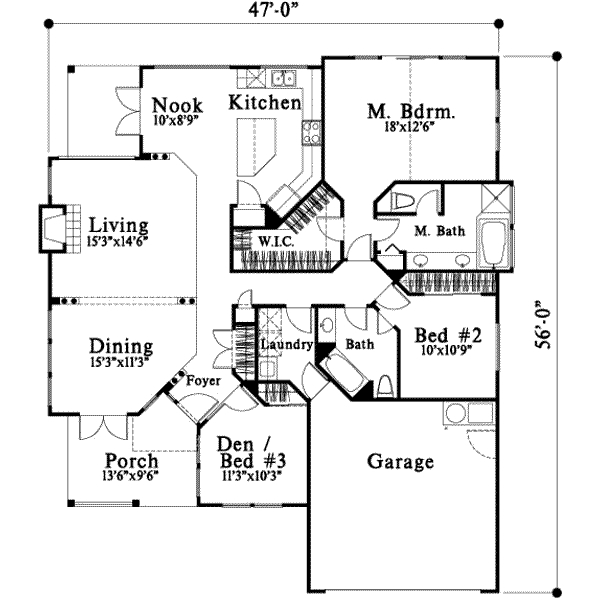 47'-0"
Nook
10'x8'9"
Kitchen
M. Bdrm.
18'x12'6"
Living
15'3"x14'6"
W.I.C.
M. Bath
Dining
15'3"x11'3"
Laundry
Bath
Bed #2
10'x10'9"
56'-0"
Foyer
Porch
13'6"x9'6"
Den /
Bed #3
11'3"x10'3"
Garage